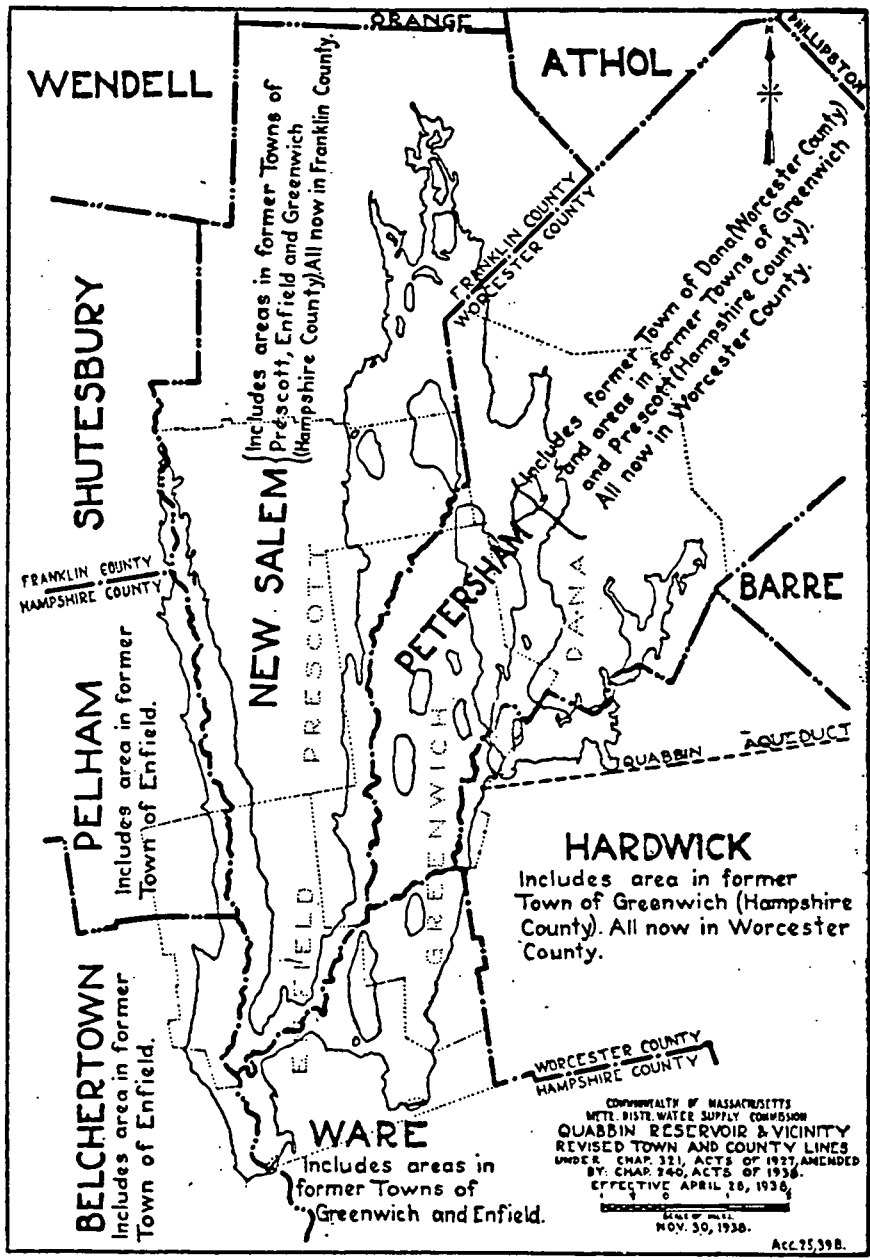 ORANGE
WENDELL
ATHOL
PHILLIPSTON
N
{Includes areas in former Towns of
Prescott, Enfield and Greenwich
(Hampshire County). All now in Franklin County.
FRANKLIN COUNTY
WORCESTER COUNTY
(Includes former Town of Dana (Worcester County)
and areas in former Towns of Greenwich
and Prescott (Hampshire County).
All now in Worcester County.
SHUTESBURY
NEW SALEM
PETERSHAM
PRESCOTT
DANA
BARRE
FRANKLIN COUNTY
HAMPSHIRE COUNTY
PELHAM
Includes area in former
Town of Enfield.
GREENWICH
QUABBIN AQUEDUCT
HARDWICK
Includes area in former
Town of Greenwich (Hampshire
County). All now in Worcester
County.
ENFIELD
BELCHERTOWN
Includes area in former
Town of Enfield.
WORCESTER COUNTY
HAMPSHIRE COUNTY
WARE
Includes areas in
former Towns of
Greenwich and Enfield.
COMMONWEALTH OF MASSACHUSETTS
METR. DISTR. WATER SUPPLY COMMISSION
QUABBIN RESERVOIR & VICINITY
REVISED TOWN AND COUNTY LINES
UNDER CHAP. 321, ACTS OF 1927, AMENDED
BY: CHAP. 240, ACTS OF 1938.
EFFECTIVE APRIL 28, 1938.
1 0 1
SCALE OF MILES
NOV. 30, 1938.
Acc. 25,398.